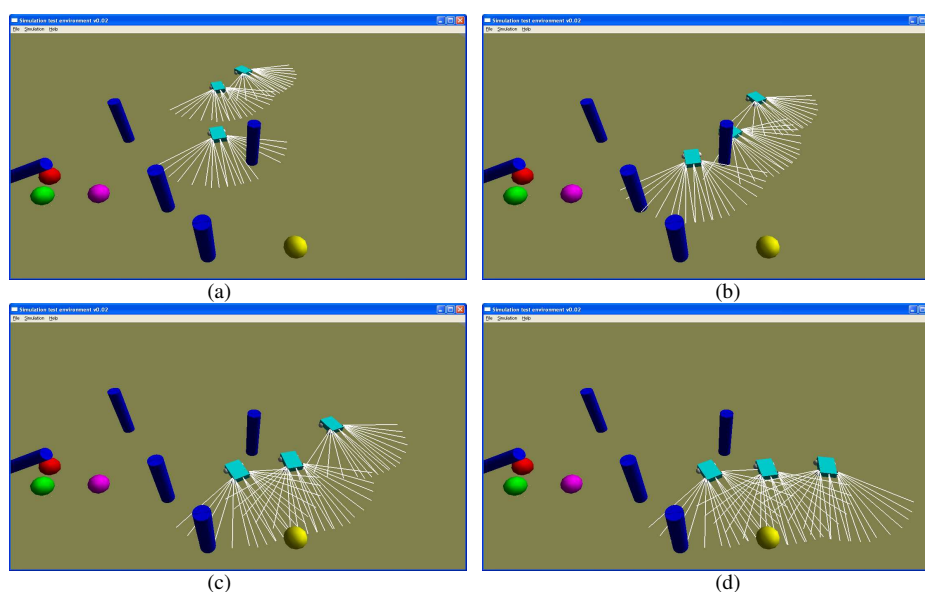 Simulation test environment v0.02
File Simulation Help
Simulation test environment v0.02
File Simulation Help
(a)
(b)
Simulation test environment v0.02
File Simulation Help
Simulation test environment v0.02
File Simulation Help
(c)
(d)